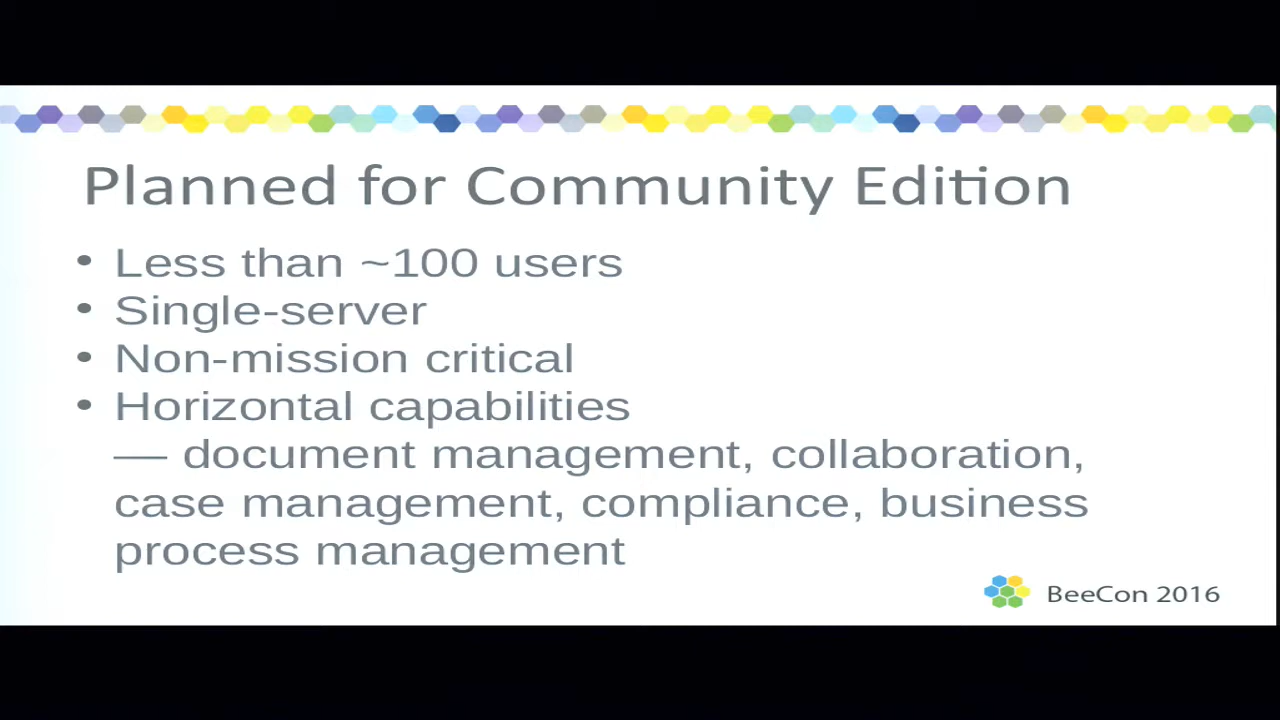 Planned for Community Edition
• Less than ~100 users
• Single-server
• Non-mission critical
• Horizontal capabilities
— document management, collaboration,
case management, compliance, business
process management
BeeCon 2016